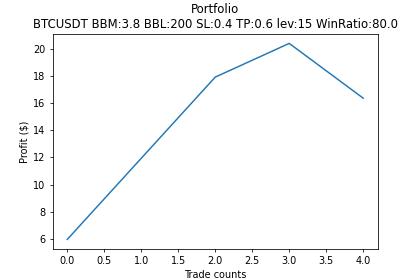 Portfolio
BTCUSDT BBM:3.8 BBL:200 SL:0.4 TP:0.6 lev:15 WinRatio:80.0
20
18
16
14
12
10
8
6
Profit ($)
0.0 0.5 1.0 1.5 2.0 2.5 3.0 3.5 4.0
Trade counts